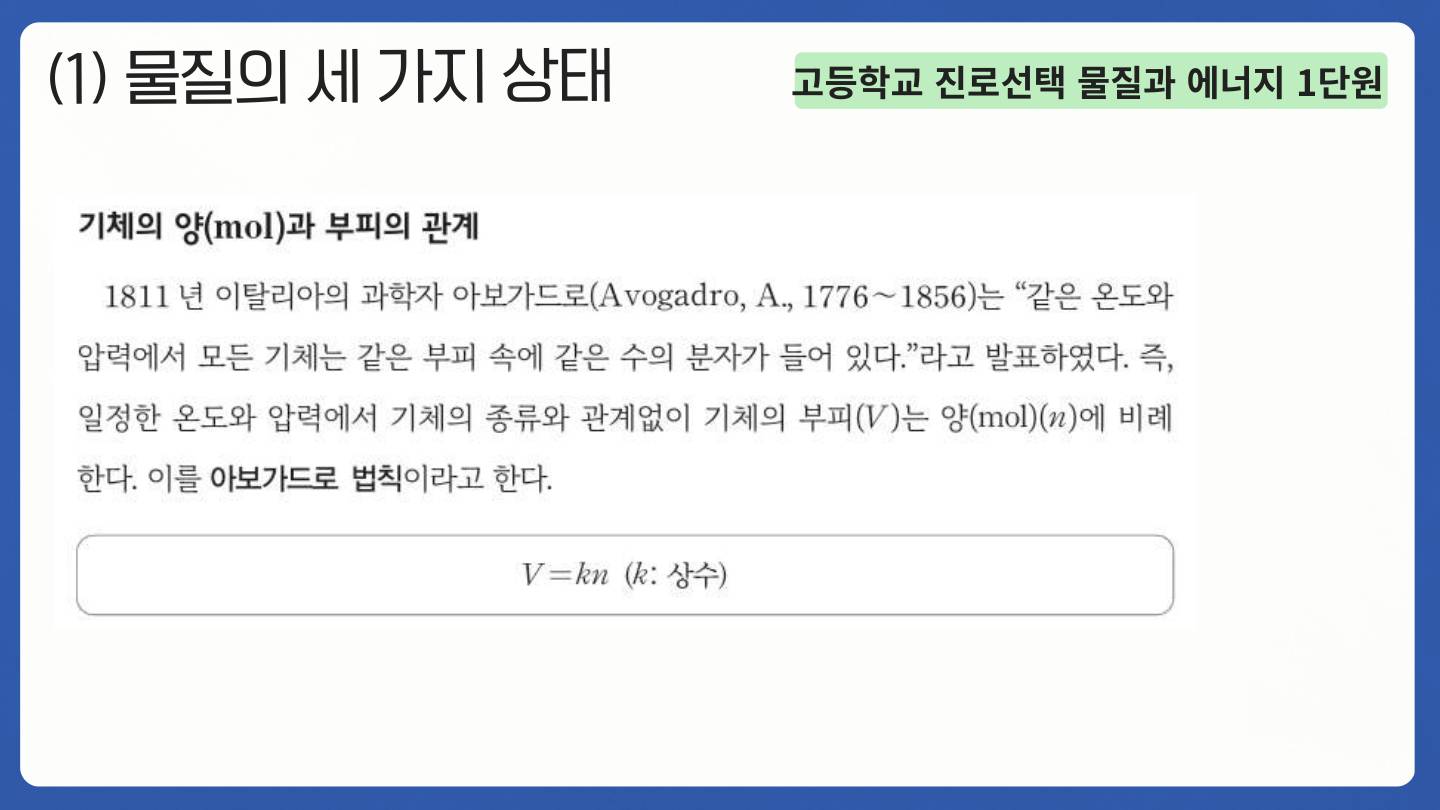 (1) 물질의 세 가지 상태
고등학교 진로선택 물질과 에너지 1단원
기체의 양(mol)과 부피의 관계
1811 년 이탈리아의 과학자 아보가드로(Avogadro, A., 1776~1856)는 “같은 온도와
압력에서 모든 기체는 같은 부피 속에 같은 수의 분자가 들어 있다.”라고 발표하였다. 즉,
일정한 온도와 압력에서 기체의 종류와 관계없이 기체의 부피(V)는 양(mol)(n)에 비례
한다. 이를 아보가드로 법칙이라고 한다.
V=kn (k: 상수)